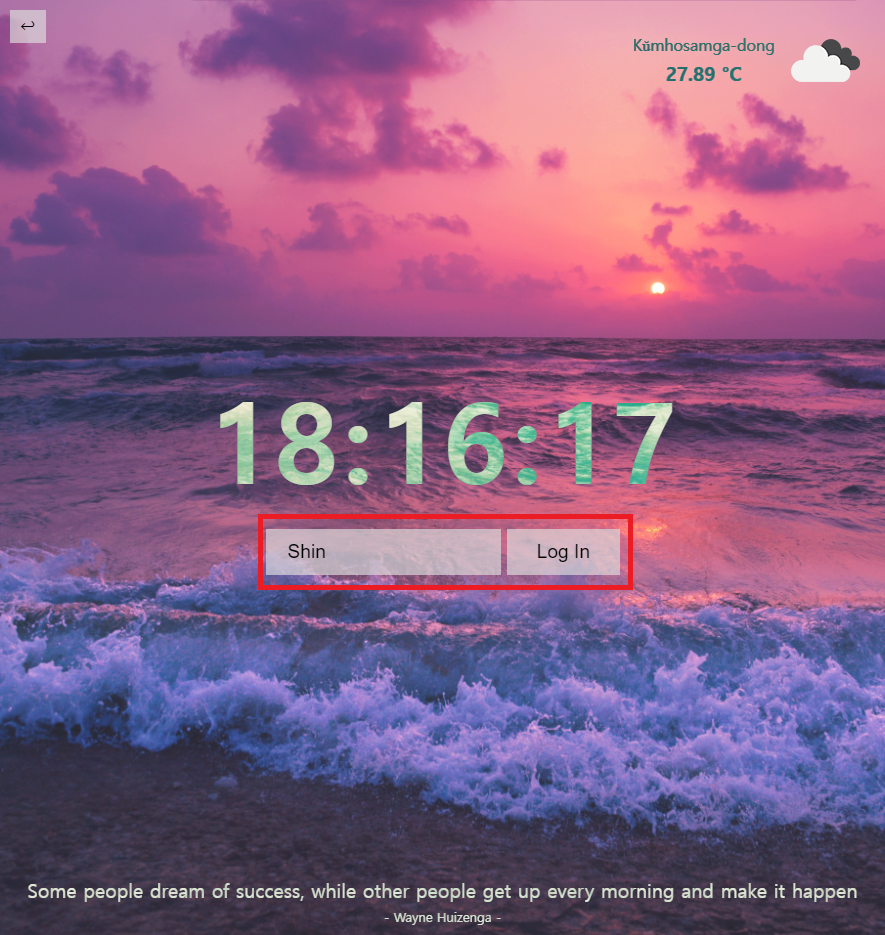 ↩
Kŭmhosamga-dong
27.89 °C
18:16:17
Shin
Log In
Some people dream of success, while other people get up every morning and make it happen
- Wayne Huizenga -